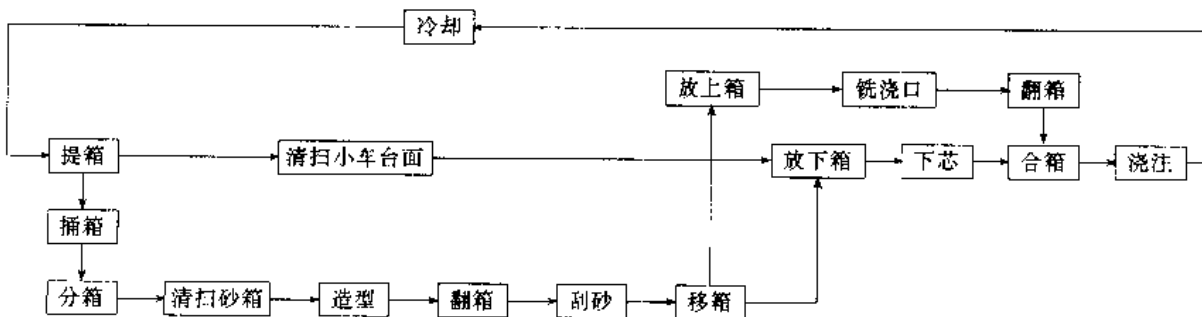 冷却
放上箱
铣浇口
翻箱
提箱
清扫小车台面
放下箱
下芯
合箱
浇注
捅箱
分箱
清扫砂箱
造型
翻箱
刮砂
移箱